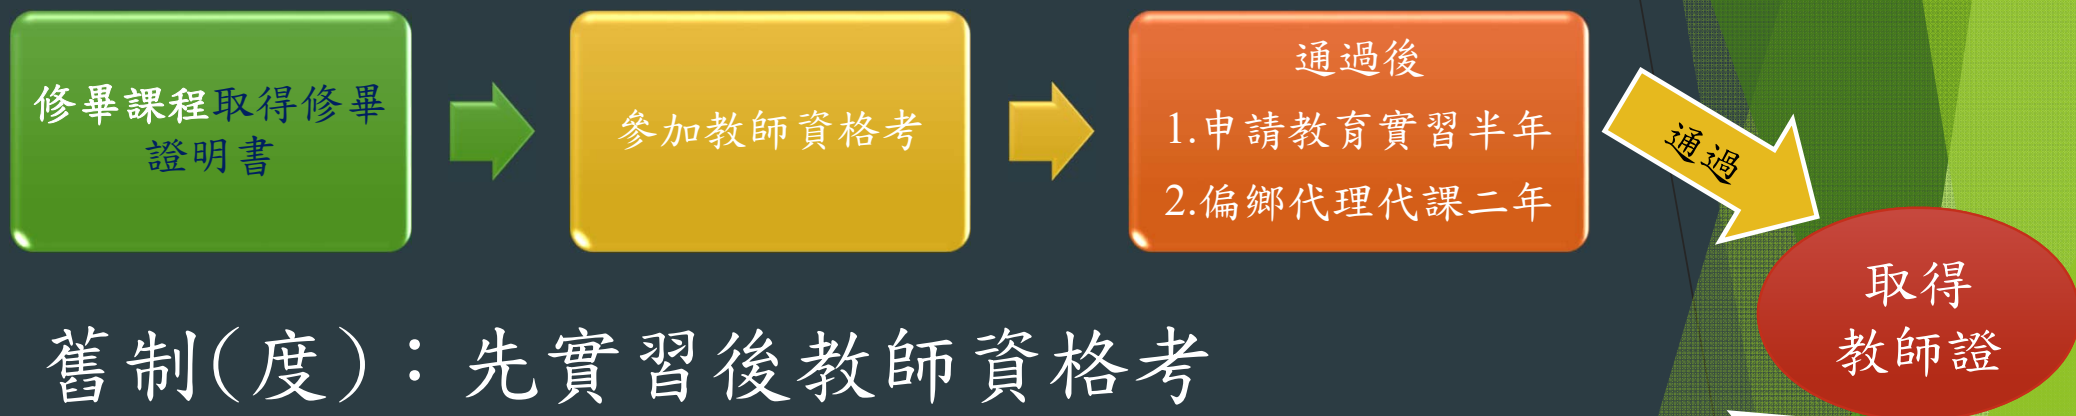 修畢課程取得修畢
證明書
參加教師資格考
通過後
1.申請教育實習半年
2.偏鄉代理代課二年
通過
取得
教師證
舊制(度)：先實習後教師資格考